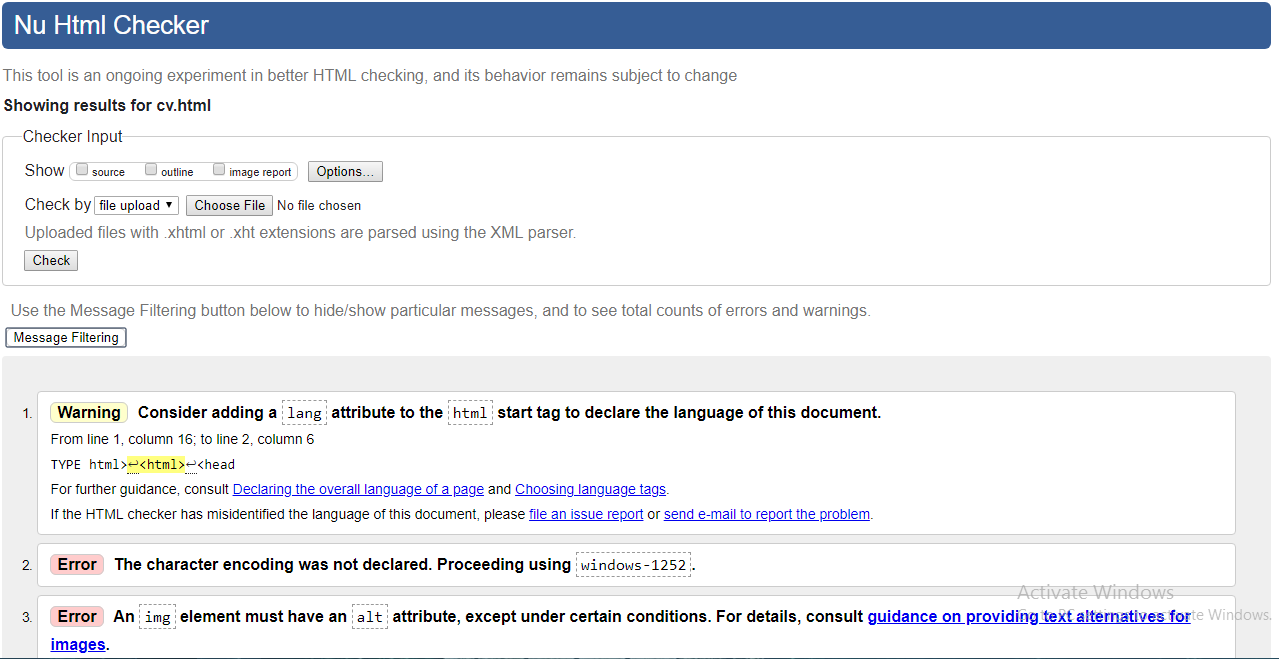 Nu Html Checker
This tool is an ongoing experiment in better HTML checking, and its behavior remains subject to change
Showing results for cv.html
Checker Input
Show source outline image report Options...
Check by file upload ▼ Choose File No file chosen
Uploaded files with .xhtml or .xht extensions are parsed using the XML parser.
Check
Use the Message Filtering button below to hide/show particular messages, and to see total counts of errors and warnings.
Message Filtering
1. Warning Consider adding a lang attribute to the html start tag to declare the language of this document.
From line 1, column 16; to line 2, column 6
TYPE html>↩<html>↩<head
For further guidance, consult Declaring the overall language of a page and Choosing language tags.
If the HTML checker has misidentified the language of this document, please file an issue report or send e-mail to report the problem.
2. Error The character encoding was not declared. Proceeding using windows-1252.
Activate Windows
3. Error An img element must have an alt attribute, except under certain conditions. For details, consult guidance on providing text alternatives for
images.
Windows.